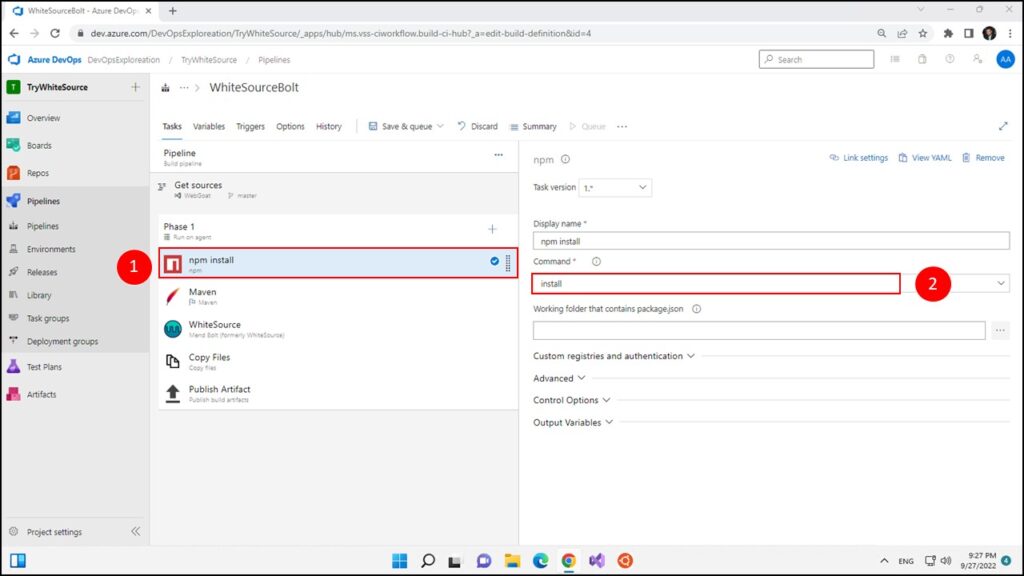 WhiteSourceBolt - Azure DevOp
dev.azure.com/DevOpsExploreation/TryWhiteSource/_apps/hub/ms.vss-ciworkflow.build-ci-hub?_a=edit-build-definition&id=4
Azure DevOps DevOpsExploreation / TryWhiteSource / Pipelines
Search
AA
T TryWhiteSource
WhiteSourceBolt
Overview
Boards
Repos
Pipelines
Pipelines
Environments
Releases
Library
Task groups
Deployment groups
Test Plans
Artifacts
Project settings
Tasks Variables Triggers Options History Save & queue Discard Summary Queue
Pipeline
Build pipeline
Get sources
WebGoat master
Phase 1
Run on agent
1
npm install
npm
Maven
Maven
WhiteSource
Mend Bolt (formerly WhiteSource)
Copy Files
Copy files
Publish Artifact
Publish build artifacts
npm
Link settings View YAML Remove
Task version 1.*
Display name *
npm install
Command *
install
2
Working folder that contains package.json
Custom registries and authentication
Advanced
Control Options
Output Variables
ENG
9:27 PM
9/27/2022
4